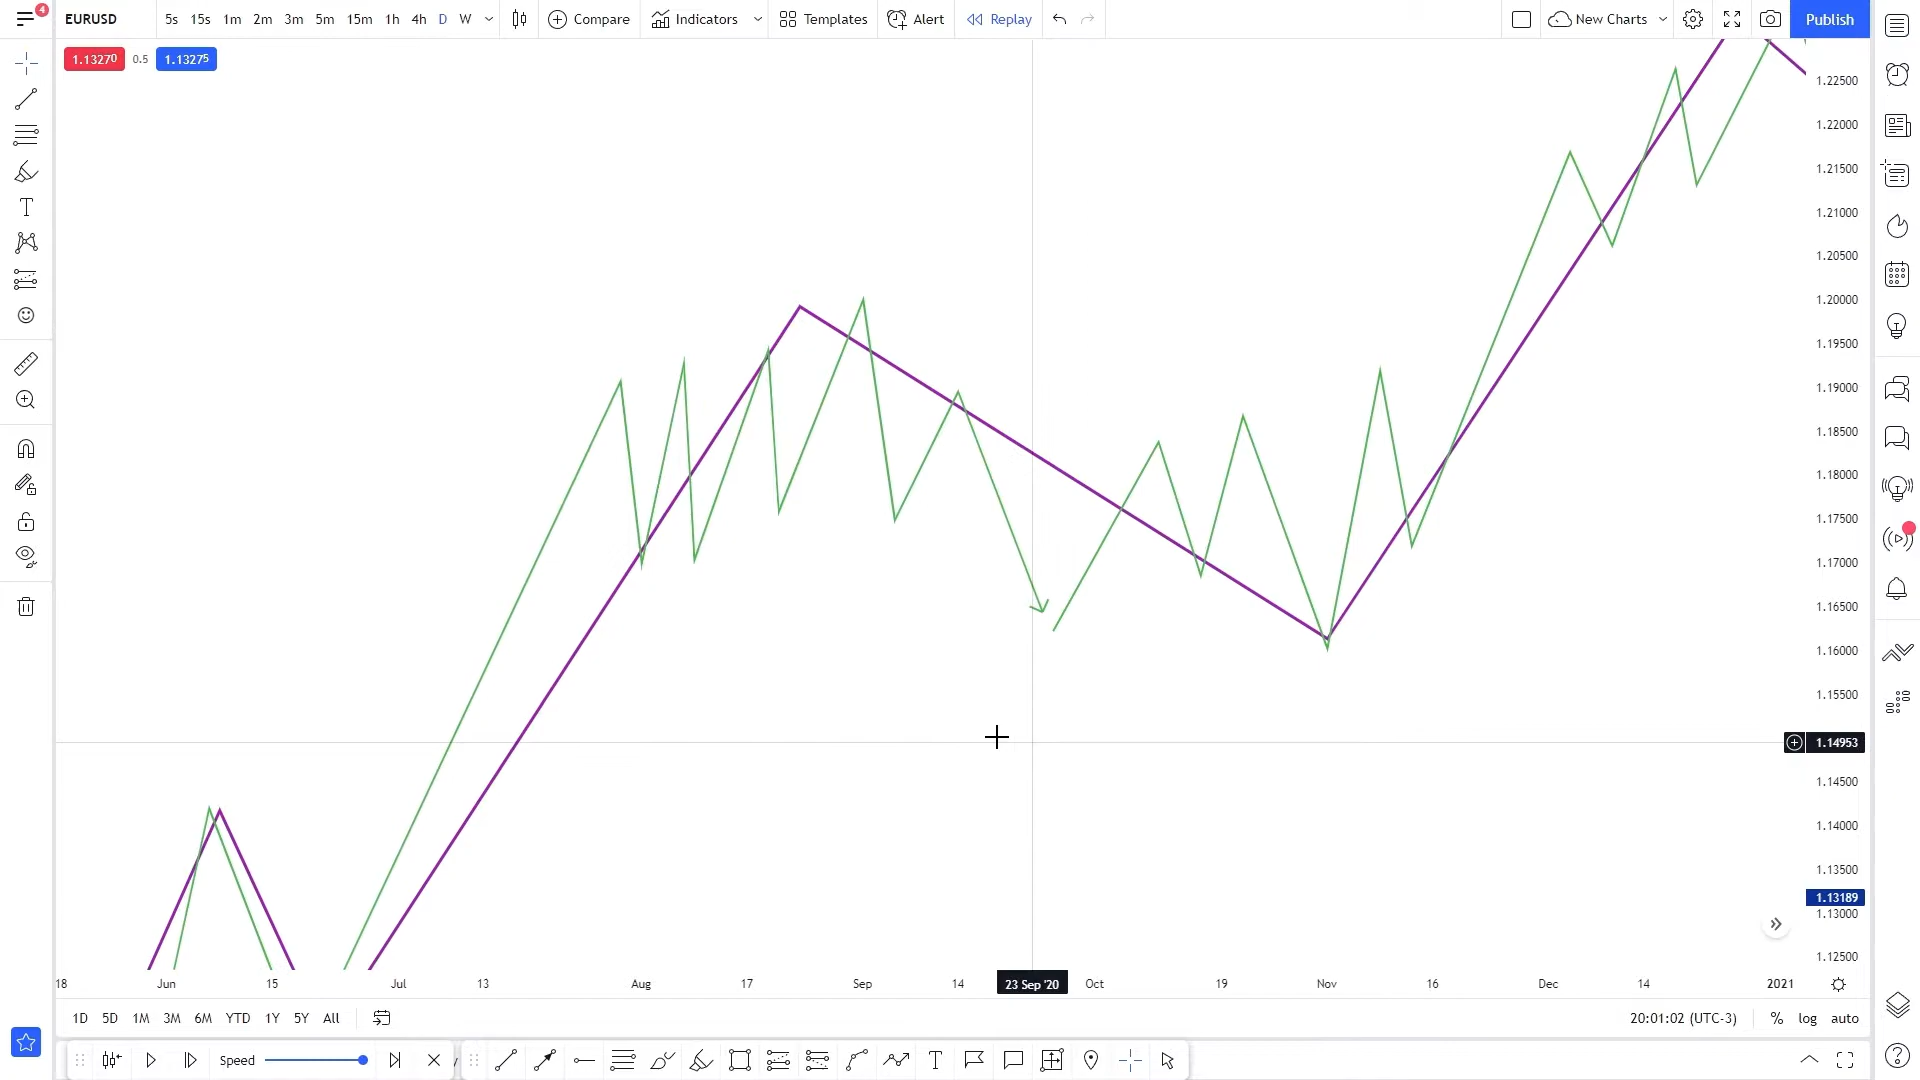 4
EURUSD
5s 15s 1m 2m 3m 5m 15m 1h 4h D W
Compare
Indicators
Templates
Alert
Replay
New Charts
Publish
1.13270 0.5 1.13275
1.22500
1.22000
1.21500
1.21000
1.20500
1.20000
1.19500
1.19000
1.18500
1.18000
1.17500
1.17000
1.16500
1.16000
1.15500
1.14953
1.14500
1.14000
1.13500
1.13189
1.13000
1.12500
18 Jun 15 Jul 13 Aug 17 Sep 14 23 Sep '20 Oct 19 Nov 16 Dec 14 2021
1D 5D 1M 3M 6M YTD 1Y 5Y All
20:01:02 (UTC-3) % log auto
Speed